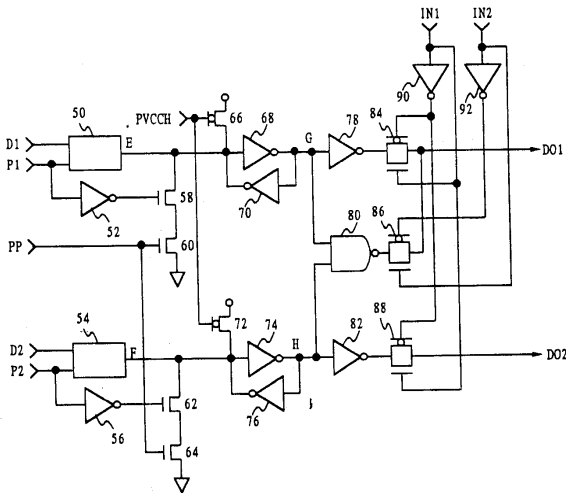 IN1 IN2
90 92
50 PVCCH 66 68 78 84
D1 E G DO1
P1
52 58 70
80 86
PP 60
72
54 74 82 88
D2 F H DO2
P2
56 62 76
64